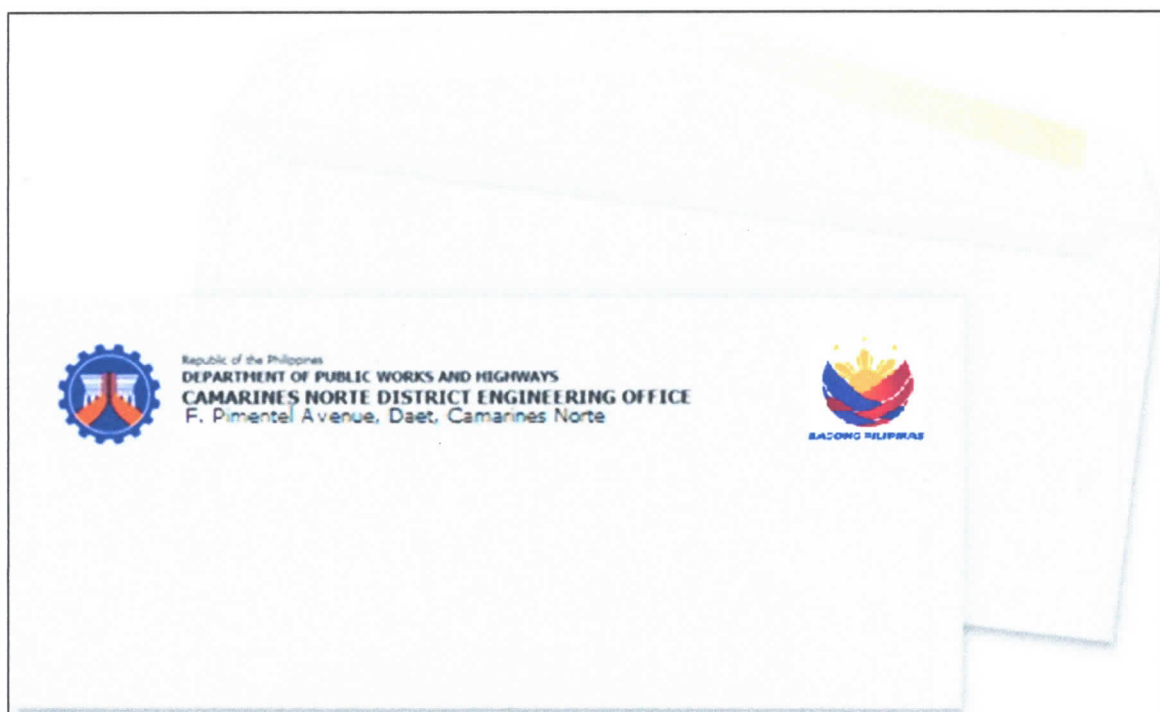 Republic of the Philippines
DEPARTMENT OF PUBLIC WORKS AND HIGHWAYS
CAMARINES NORTE DISTRICT ENGINEERING OFFICE
F. Pimentel Avenue, Daet, Camarines Norte
BAGONG PILIPINAS